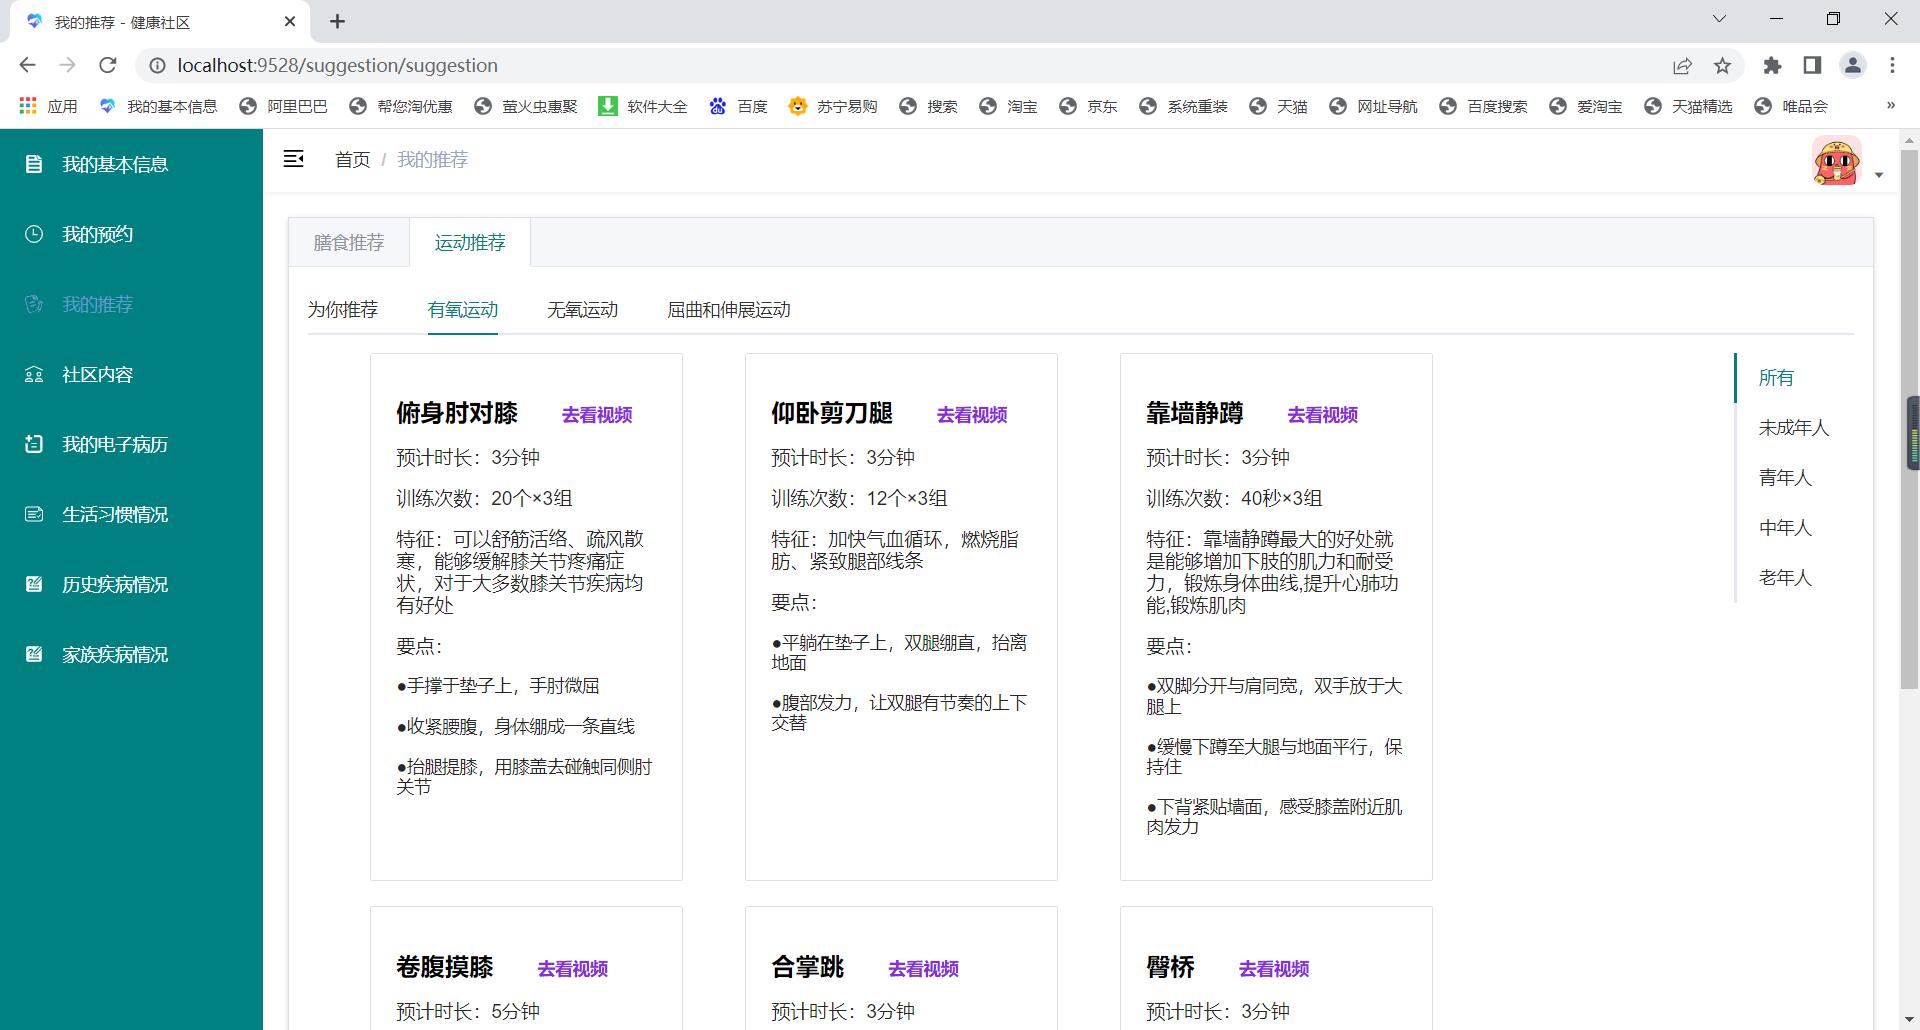 我的推荐 - 健康社区
localhost:9528/suggestion/suggestion
应用 我的基本信息 阿里巴巴 帮您淘优惠 萤火虫惠聚 软件大全 百度 苏宁易购 搜索 淘宝 京东 系统重装 天猫 网址导航 百度搜索 爱淘宝 天猫精选 唯品会 »
我的基本信息
我的预约
我的推荐
社区内容
我的电子病历
生活习惯情况
历史疾病情况
家族疾病情况
首页 / 我的推荐
膳食推荐 运动推荐
为你推荐 有氧运动 无氧运动 屈曲和伸展运动
俯身肘对膝 去看视频
预计时长：3分钟
训练次数：20个×3组
特征：可以舒筋活络、疏风散
寒，能够缓解膝关节疼痛症
状，对于大多数膝关节疾病均
有好处
要点：
●手撑于垫子上，手肘微屈
●收紧腰腹，身体绷成一条直线
●抬腿提膝，用膝盖去碰触同侧肘
关节
仰卧剪刀腿 去看视频
预计时长：3分钟
训练次数：12个×3组
特征：加快气血循环，燃烧脂
肪、紧致腿部线条
要点：
●平躺在垫子上，双腿绷直，抬离
地面
●腹部发力，让双腿有节奏的上下
交替
靠墙静蹲 去看视频
预计时长：3分钟
训练次数：40秒×3组
特征：靠墙静蹲最大的好处就
是能够增加下肢的肌力和耐受
力，锻炼身体曲线,提升心肺功
能,锻炼肌肉
要点：
●双脚分开与肩同宽，双手放于大
腿上
●缓慢下蹲至大腿与地面平行，保
持住
●下背紧贴墙面，感受膝盖附近肌
肉发力
所有
未成年人
青年人
中年人
老年人
卷腹摸膝 去看视频
预计时长：5分钟
合掌跳 去看视频
预计时长：3分钟
臀桥 去看视频
预计时长：3分钟